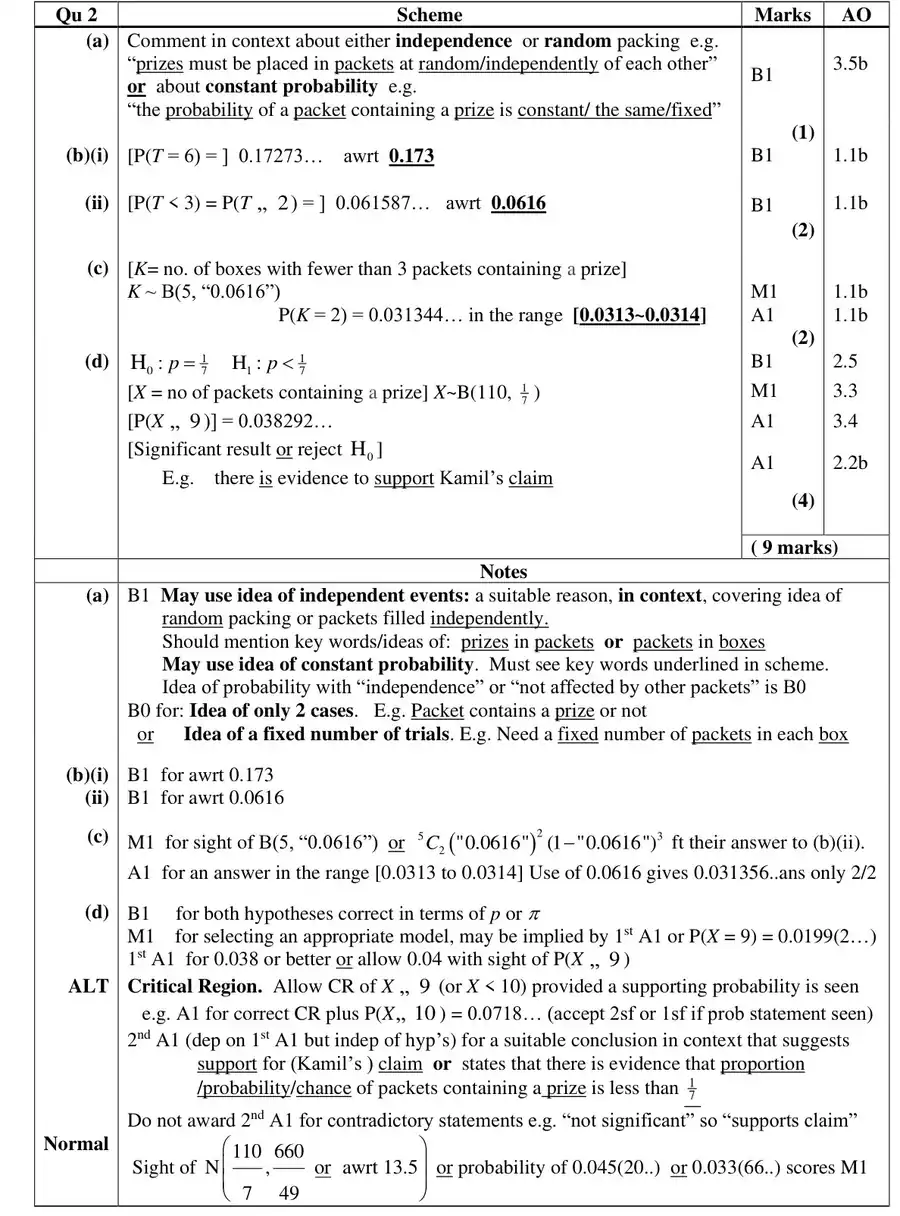 Qu 2 Scheme Marks AO
(a) Comment in context about either independence or random packing e.g.
“prizes must be placed in packets at random/independently of each other” B1 3.5b
or about constant probability e.g.
“the probability of a packet containing a prize is constant/ the same/fixed”
(1)
(b)(i) [P(T = 6) = ] 0.17273… awrt 0.173 B1 1.1b
(ii) [P(T < 3) = P(T ,, 2 ) = ] 0.061587… awrt 0.0616 B1 1.1b
(2)
(c) [K= no. of boxes with fewer than 3 packets containing a prize]
K ~ B(5, “0.0616”) M1 1.1b
P(K = 2) = 0.031344… in the range [0.0313~0.0314] A1 1.1b
(2)
(d) H₀ : p = 1/7 H₁ : p < 1/7 B1 2.5
[X = no of packets containing a prize] X~B(110, 1/7 ) M1 3.3
[P(X ,, 9 )] = 0.038292… A1 3.4
[Significant result or reject H₀ ]
A1 2.2b
E.g. there is evidence to support Kamil’s claim
(4)
( 9 marks)
Notes
(a) B1 May use idea of independent events: a suitable reason, in context, covering idea of
random packing or packets filled independently.
Should mention key words/ideas of: prizes in packets or packets in boxes
May use idea of constant probability. Must see key words underlined in scheme.
Idea of probability with “independence” or “not affected by other packets” is B0
B0 for: Idea of only 2 cases. E.g. Packet contains a prize or not
or Idea of a fixed number of trials. E.g. Need a fixed number of packets in each box
(b)(i) B1 for awrt 0.173
(ii) B1 for awrt 0.0616
(c) M1 for sight of B(5, “0.0616”) or ⁵C₂ ("0.0616")² (1−"0.0616")³ ft their answer to (b)(ii).
A1 for an answer in the range [0.0313 to 0.0314] Use of 0.0616 gives 0.031356..ans only 2/2
(d) B1 for both hypotheses correct in terms of p or π
M1 for selecting an appropriate model, may be implied by 1st A1 or P(X = 9) = 0.0199(2…)
1st A1 for 0.038 or better or allow 0.04 with sight of P(X ,, 9 )
ALT Critical Region. Allow CR of X ,, 9 (or X < 10) provided a supporting probability is seen
e.g. A1 for correct CR plus P(X,, 10 ) = 0.0718… (accept 2sf or 1sf if prob statement seen)
2nd A1 (dep on 1st A1 but indep of hyp’s) for a suitable conclusion in context that suggests
support for (Kamil’s ) claim or states that there is evidence that proportion
/probability/chance of packets containing a prize is less than 1/7
Do not award 2nd A1 for contradictory statements e.g. “not significant” so “supports claim”
Normal Sight of N(110/7, 660/49 or awrt 13.5) or probability of 0.045(20..) or 0.033(66..) scores M1